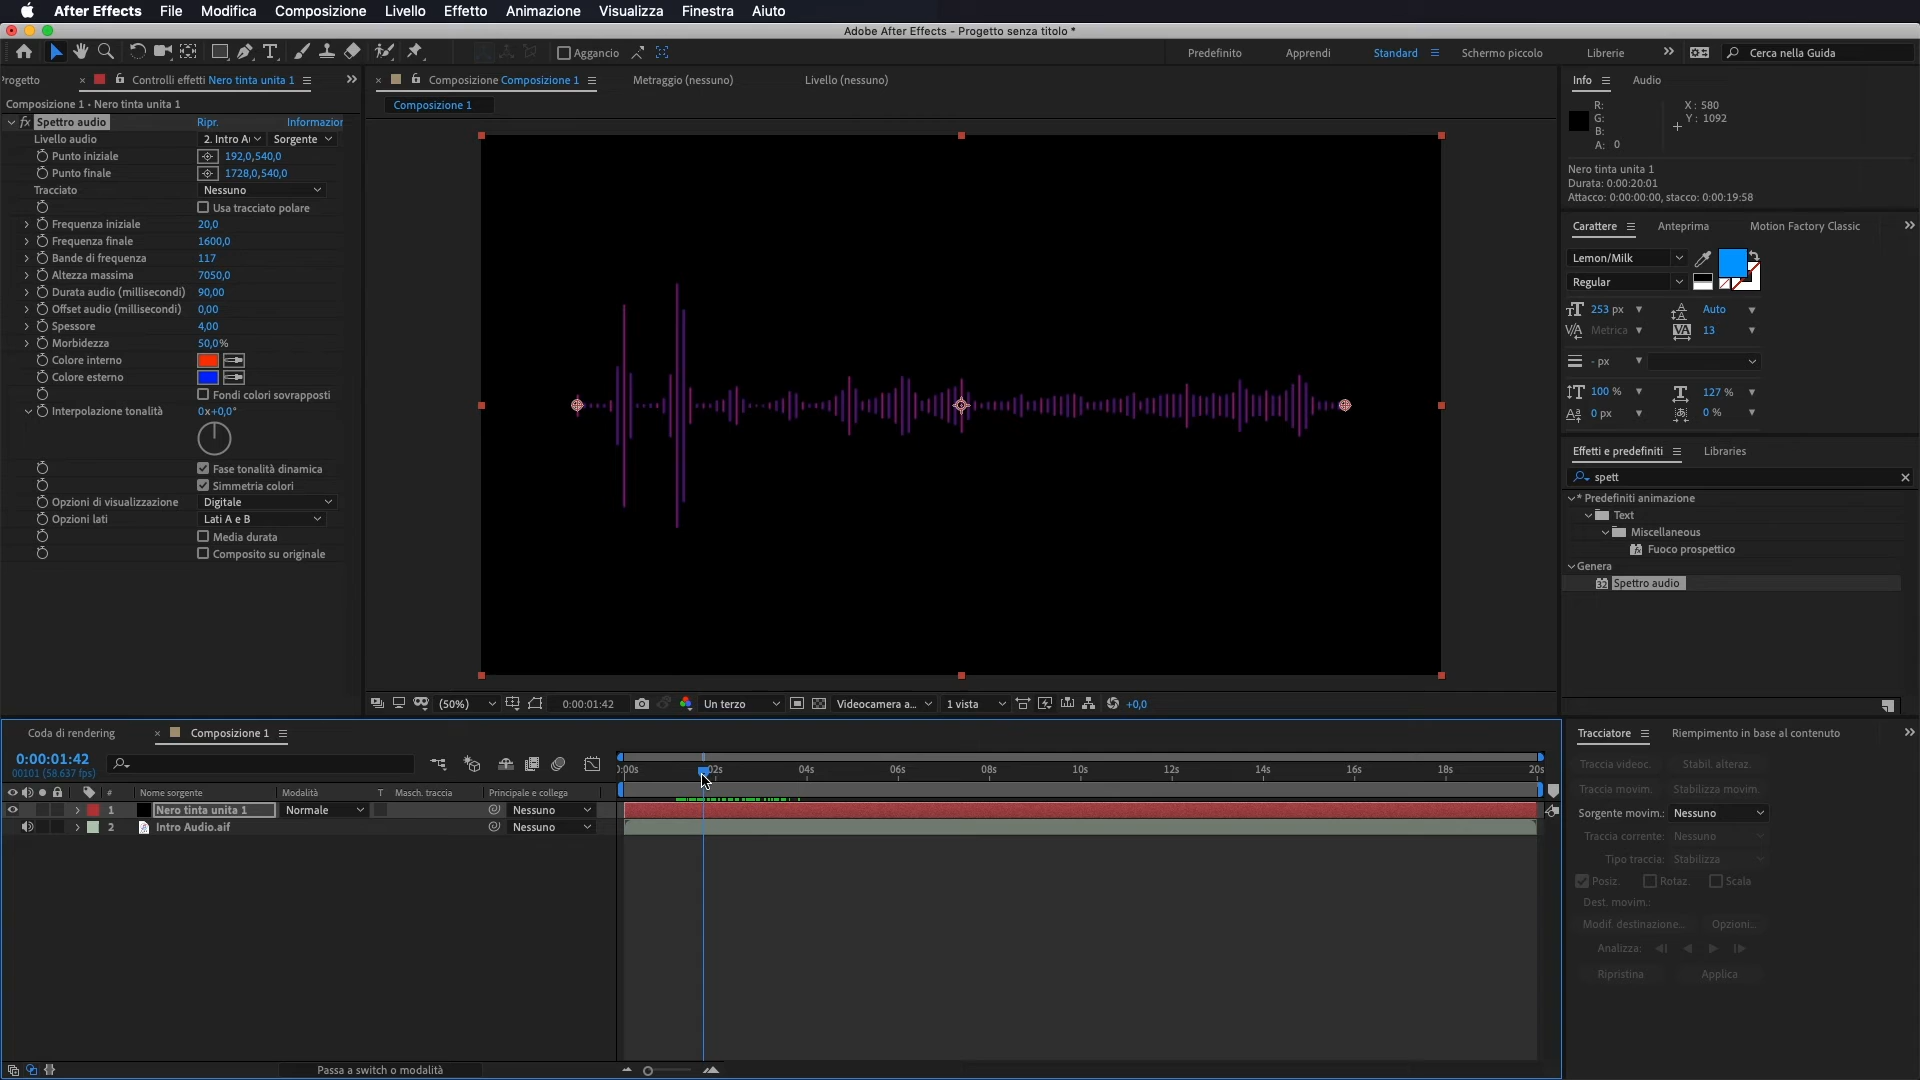 After Effects File Modifica Composizione Livello Effetto Animazione Visualizza Finestra Aiuto
Adobe After Effects - Progetto senza titolo *
Aggancio
Predefinito Apprendi Standard Schermo piccolo Librerie
Cerca nella Guida
rogetto
Controlli effetti Nero tinta unita 1
Composizione Composizione 1
Metraggio (nessuno)
Livello (nessuno)
Composizione 1 • Nero tinta unita 1
Composizione 1
fx Spettro audio Ripr. Informazior
Livello audio 2. Intro Au Sorgente
Punto iniziale 192,0,540,0
Punto finale 1728,0,540,0
Tracciato Nessuno
Usa tracciato polare
Frequenza iniziale 20,0
Frequenza finale 1600,0
Bande di frequenza 117
Altezza massima 7050,0
Durata audio (millisecondi) 90,00
Offset audio (millisecondi) 0,00
Spessore 4,00
Morbidezza 50,0%
Colore interno
Colore esterno
Fondi colori sovrapposti
Interpolazione tonalità 0x+0,0°
Fase tonalità dinamica
Simmetria colori
Opzioni di visualizzazione Digitale
Opzioni lati Lati A e B
Media durata
Composito su originale
(50%) 0:00:01:42 Un terzo Videocamera a... 1 vista +0,0
Info Audio
R: X: 580
G: Y: 1092
B:
A: 0
Nero tinta unita 1
Durata: 0:00:20:01
Attacco: 0:00:00:00, stacco: 0:00:19:58
Carattere Anteprima Motion Factory Classic
Lemon/Milk
Regular
253 px Auto
Metrica 13
- px
100 % 127 %
0 px 0 %
Effetti e predefiniti Libraries
spett
* Predefiniti animazione
Text
Miscellaneous
Fuoco prospettico
Genera
32 Spettro audio
Coda di rendering
Composizione 1
0:00:01:42
00101 (58.637 fps)
:00s 02s 04s 06s 08s 10s 12s 14s 16s 18s 20s
# Nome sorgente Modalità T Masch. traccia Principale e collega
1 Nero tinta unita 1 Normale Nessuno
2 Intro Audio.aif Nessuno
Passa a switch o modalità
Tracciatore Riempimento in base al contenuto
Traccia videoc. Stabil. alteraz.
Traccia movim. Stabilizza movim.
Sorgente movim.: Nessuno
Traccia corrente: Nessuno
Tipo traccia: Stabilizza
Posiz. Rotaz. Scala
Dest. movim.:
Modif. destinazione... Opzioni...
Analizza:
Ripristina Applica